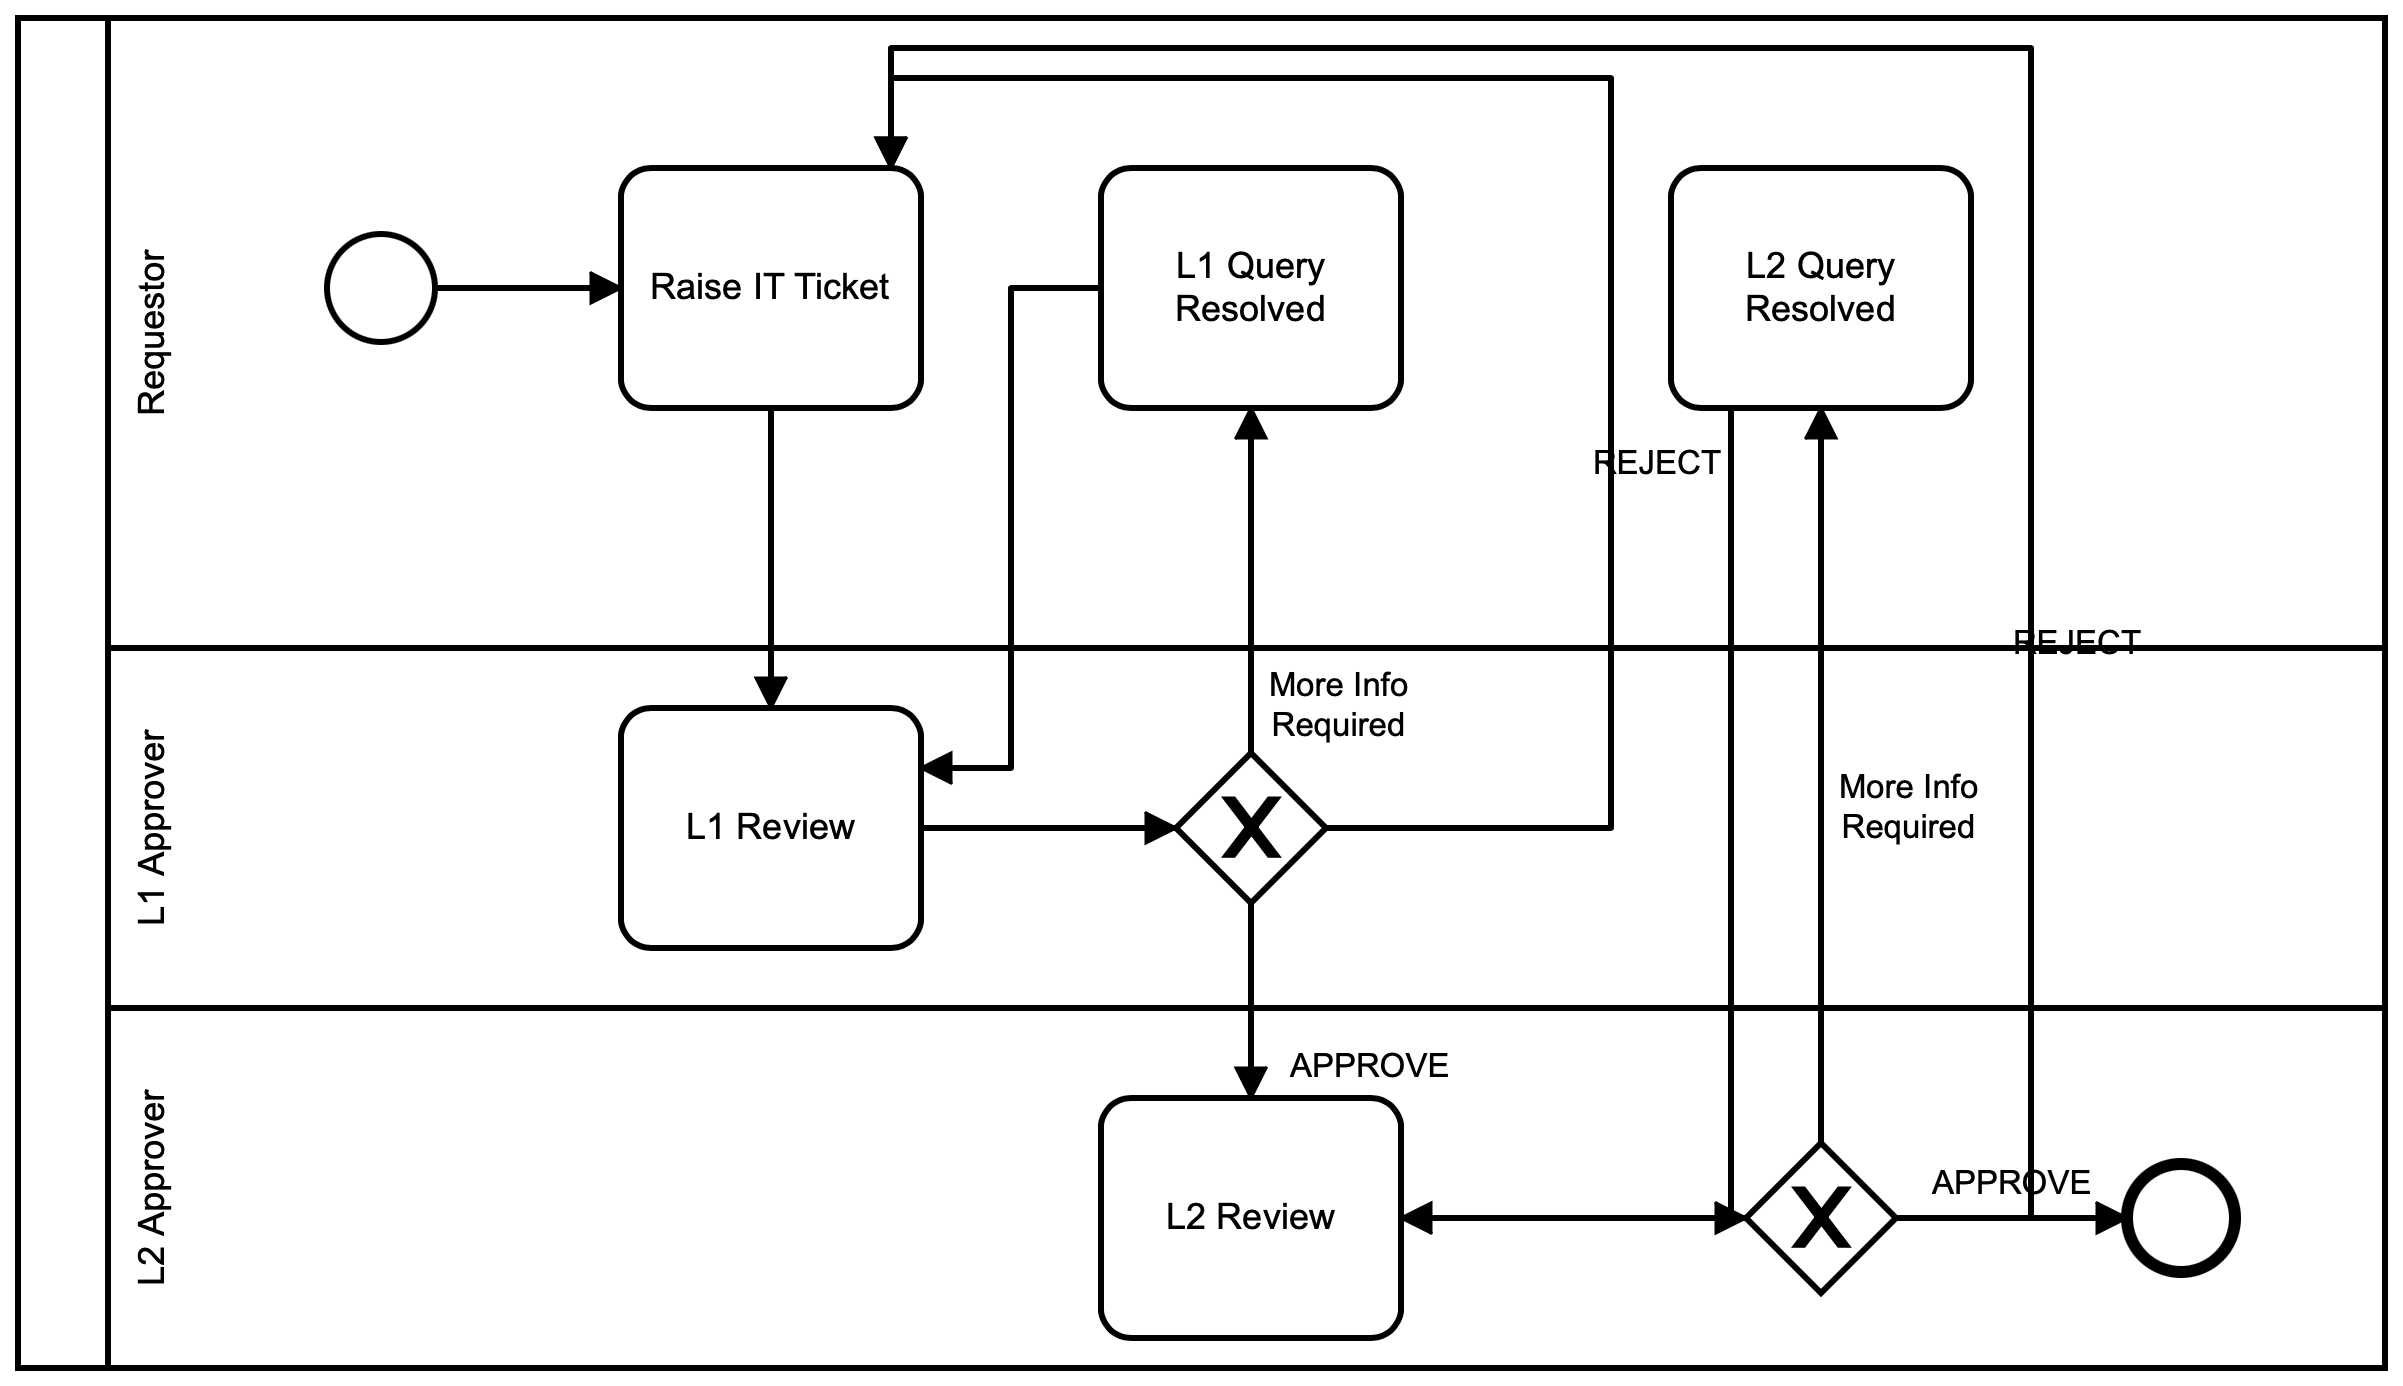 Requestor
Raise IT Ticket
L1 Query
Resolved
L2 Query
Resolved
REJECT
REJECT
L1 Approver
More Info
Required
L1 Review
X
More Info
Required
L2 Approver
APPROVE
L2 Review
X
APPROVE